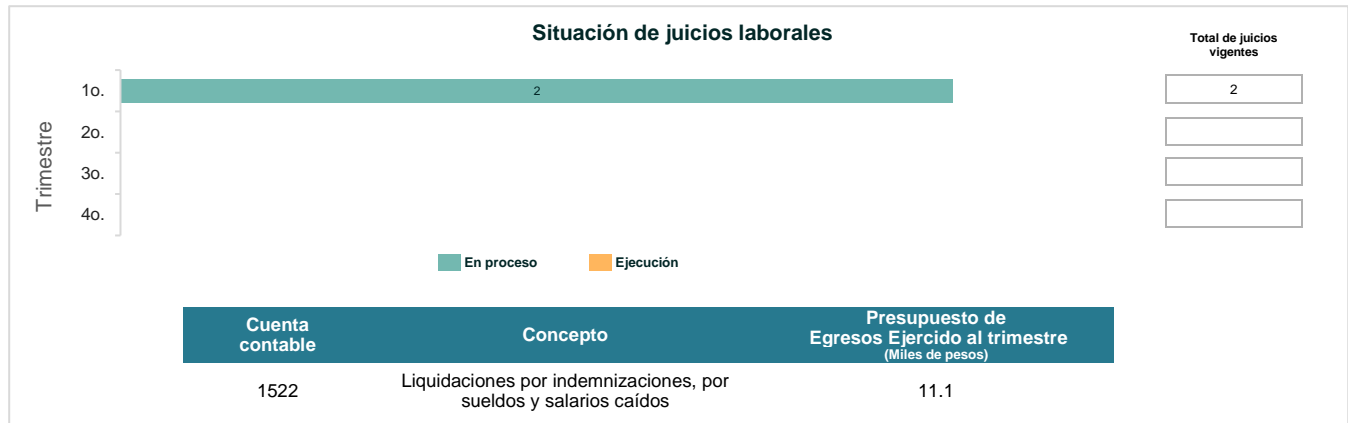 Situación de juicios laborales
Total de juicios
vigentes
Trimestre
1o.
2
2
2o.
3o.
4o.
En proceso
Ejecución
Cuenta
contable
Concepto
Presupuesto de
Egresos Ejercido al trimestre
(Miles de pesos)
1522
Liquidaciones por indemnizaciones, por
sueldos y salarios caídos
11.1